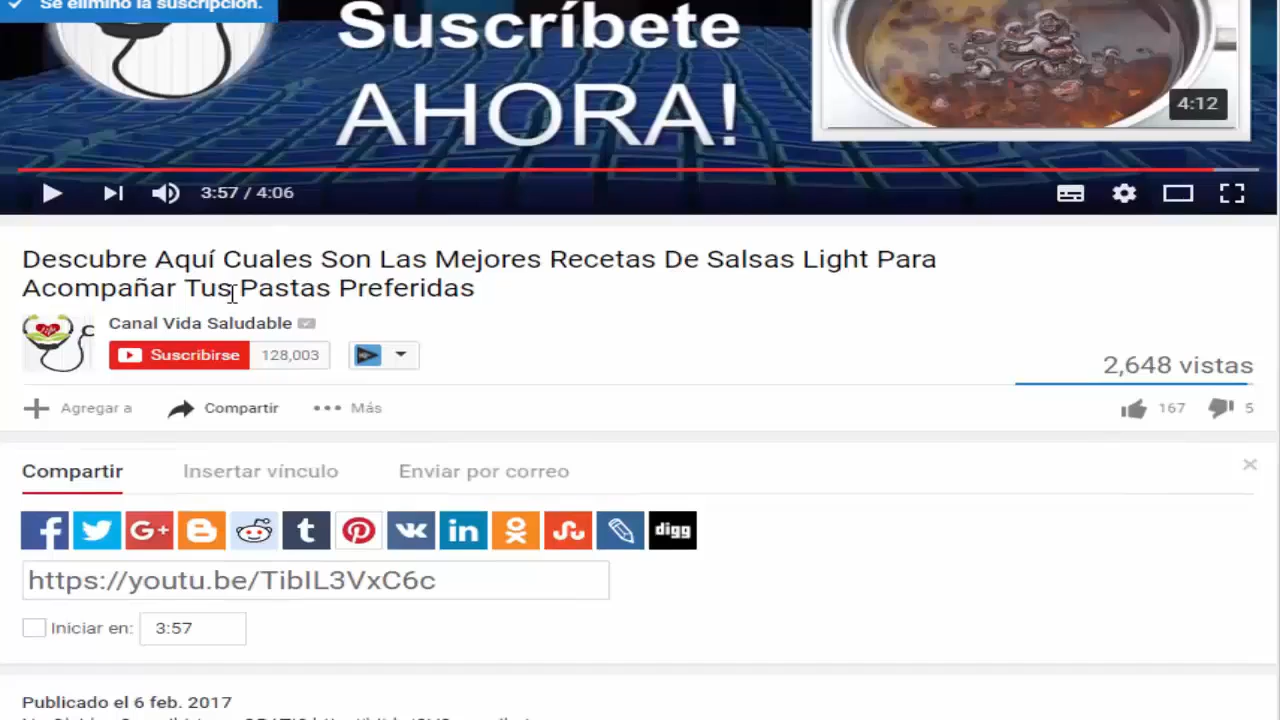 Se eliminó la suscripción.
Suscríbete
AHORA!
4:12
3:57 / 4:06
Descubre Aquí Cuales Son Las Mejores Recetas De Salsas Light Para
Acompañar Tus Pastas Preferidas
Canal Vida Saludable
Suscribirse 128,003
2,648 vistas
Agregar a Compartir Más 167 5
Compartir Insertar vínculo Enviar por correo
G+ digg
https://youtu.be/TibIL3VxC6c
Iniciar en: 3:57
Publicado el 6 feb. 2017